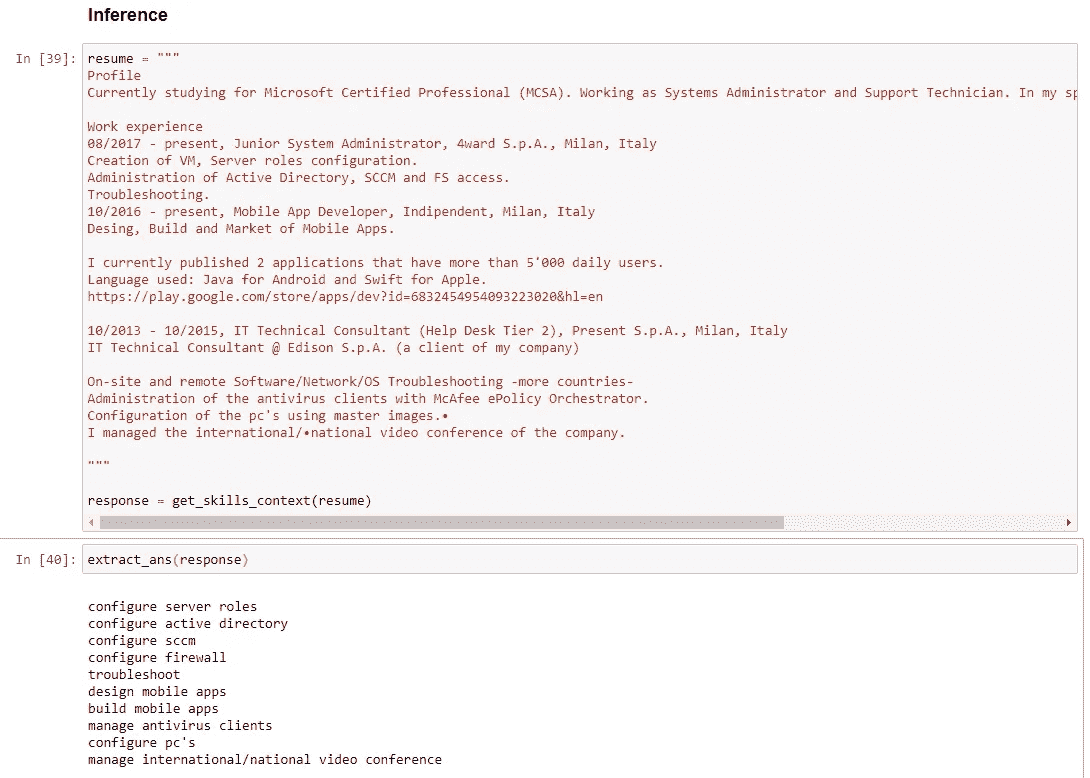 Inference
In [39]: resume = """
Profile
Currently studying for Microsoft Certified Professional (MCSA). Working as Systems Administrator and Support Technician. In my sp
Work experience
08/2017 - present, Junior System Administrator, 4ward S.p.A., Milan, Italy
Creation of VM, Server roles configuration.
Administration of Active Directory, SCCM and FS access.
Troubleshooting.
10/2016 - present, Mobile App Developer, Indipendent, Milan, Italy
Desing, Build and Market of Mobile Apps.
I currently published 2 applications that have more than 5'000 daily users.
Language used: Java for Android and Swift for Apple.
https://play.google.com/store/apps/dev?id=6832454954093223020&hl=en
10/2013 - 10/2015, IT Technical Consultant (Help Desk Tier 2), Present S.p.A., Milan, Italy
IT Technical Consultant @ Edison S.p.A. (a client of my company)
On-site and remote Software/Network/OS Troubleshooting -more countries-
Administration of the antivirus clients with McAfee ePolicy Orchestrator.
Configuration of the pc's using master images.•
I managed the international/•national video conference of the company.
"""
response = get_skills_context(resume)
In [40]: extract_ans(response)
configure server roles
configure active directory
configure sccm
configure firewall
troubleshoot
design mobile apps
build mobile apps
manage antivirus clients
configure pc's
manage international/national video conference